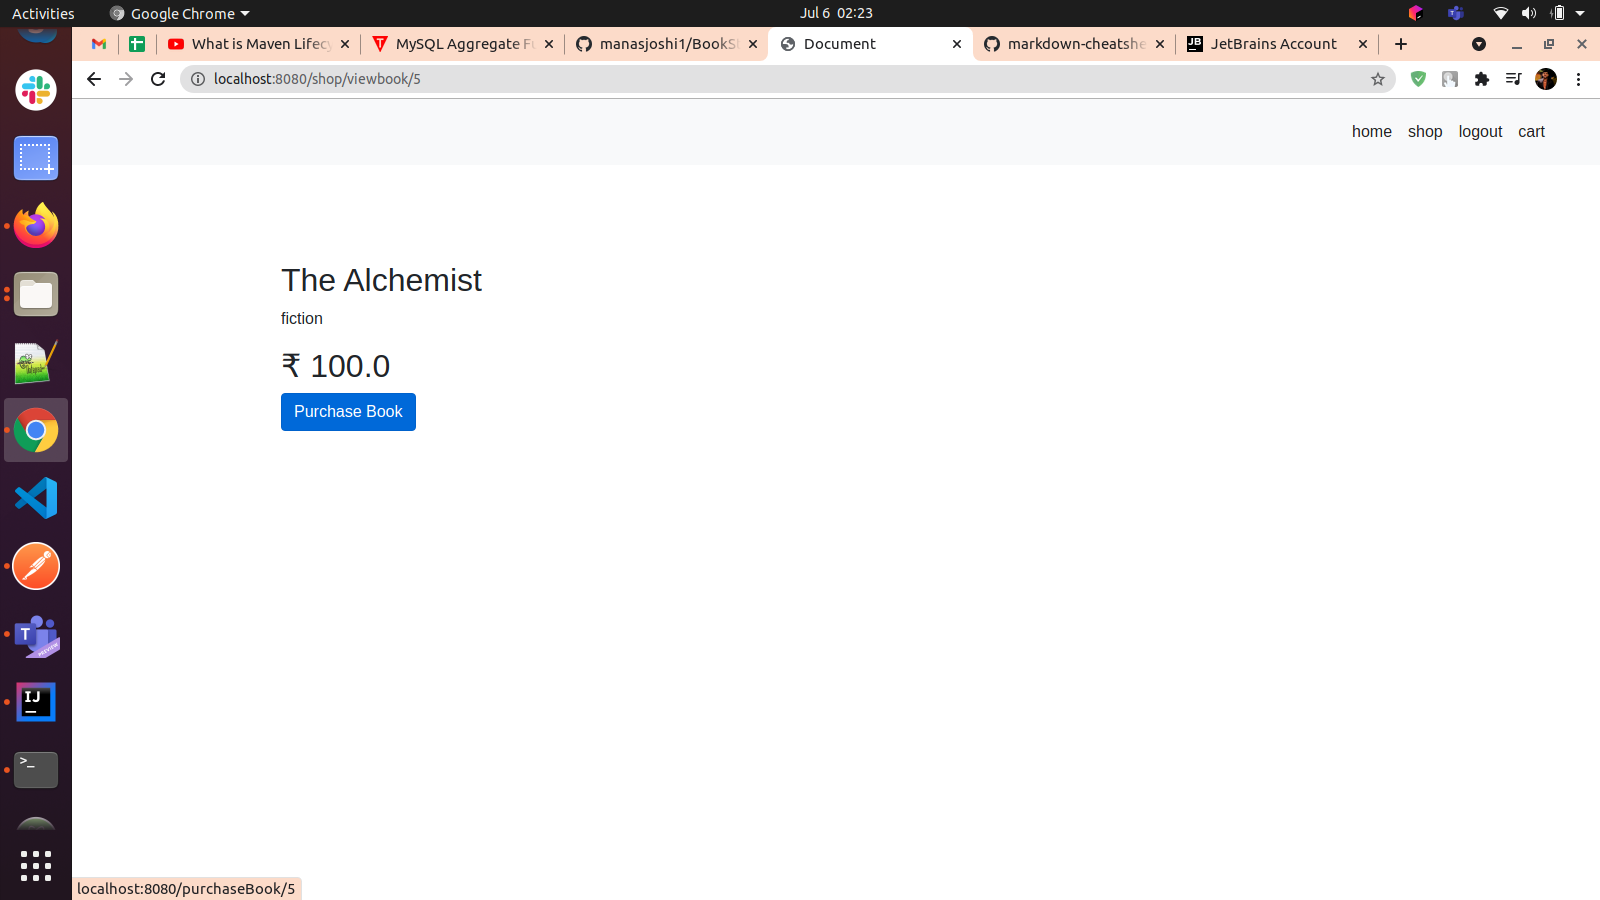 Activities Google Chrome Jul 6 02:23
What is Maven Lifecy MySQL Aggregate Fu manasjoshi1/BookSt Document markdown-cheatshe JetBrains Account
localhost:8080/shop/viewbook/5
home shop logout cart
The Alchemist
fiction
₹ 100.0
Purchase Book
localhost:8080/purchaseBook/5